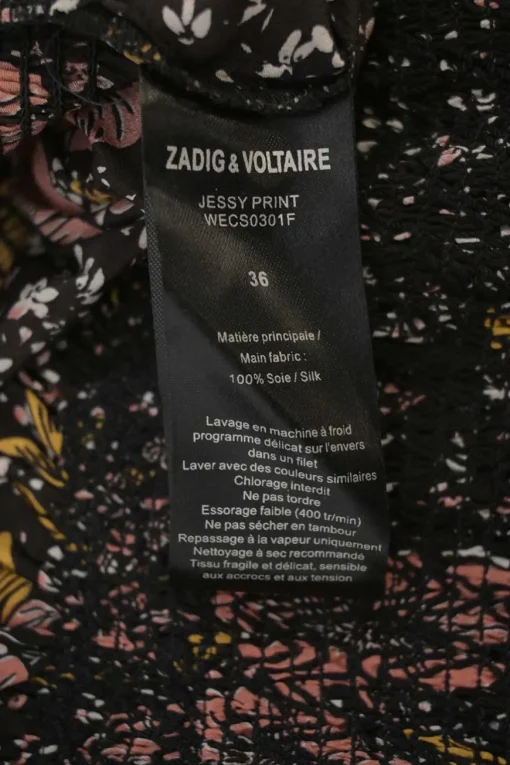 ZADIG & VOLTAIRE
JESSY PRINT
WECS0301F
36
Matière principale /
Main fabric :
100% Soie / Silk
Lavage en machine à froid
programme délicat sur l'envers
dans un filet
Laver avec des couleurs similaires
Chlorage interdit
Ne pas tordre
Essorage faible (400 tr/min)
Ne pas sécher en tambour
Repassage à la vapeur uniquement
Nettoyage à sec recommandé
Tissu fragile et délicat, sensible
aux accrocs et aux tension